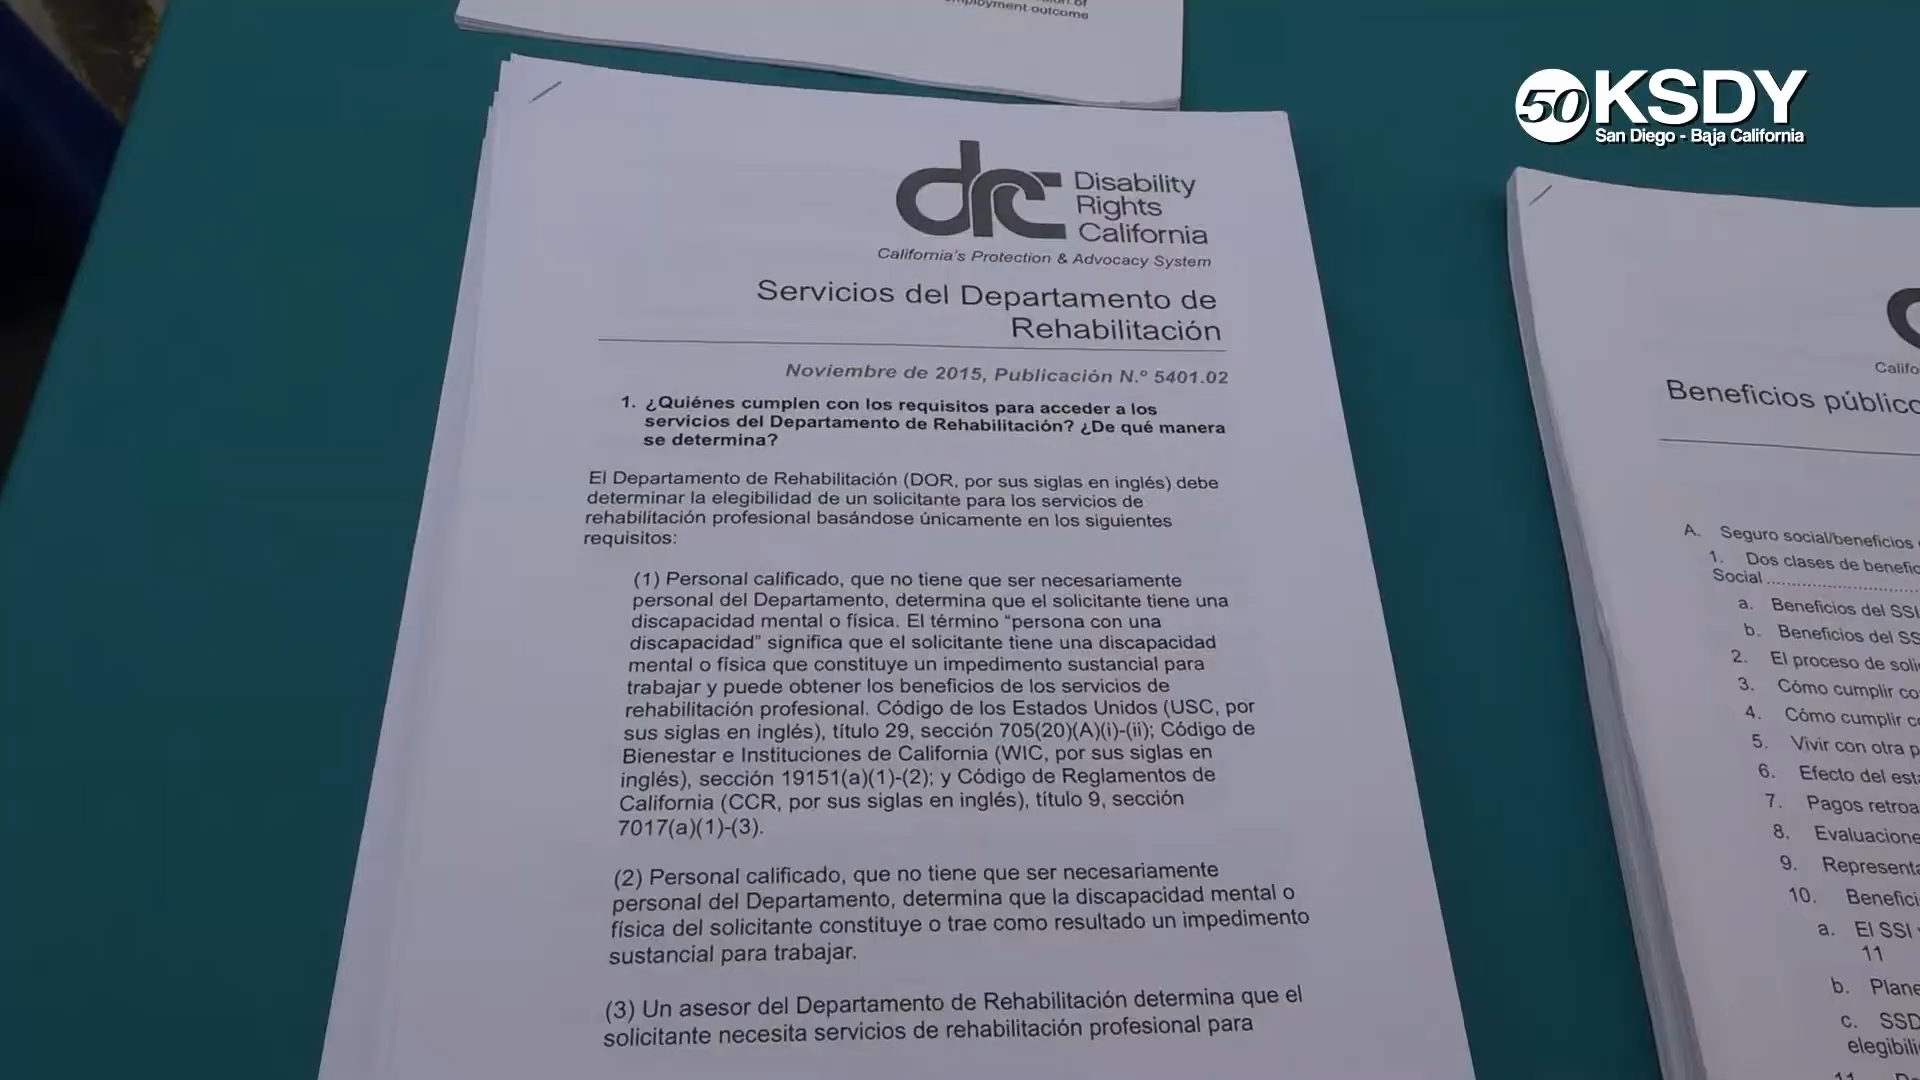 employment outcome
50 KSDY
San Diego - Baja California
drc
Disability
Rights
California
California's Protection & Advocacy System
Servicios del Departamento de
Rehabilitación
Noviembre de 2015, Publicación N.º 5401.02
1. ¿Quiénes cumplen con los requisitos para acceder a los
servicios del Departamento de Rehabilitación? ¿De qué manera
se determina?
El Departamento de Rehabilitación (DOR, por sus siglas en inglés) debe
determinar la elegibilidad de un solicitante para los servicios de
rehabilitación profesional basándose únicamente en los siguientes
requisitos:
(1) Personal calificado, que no tiene que ser necesariamente
personal del Departamento, determina que el solicitante tiene una
discapacidad mental o física. El término “persona con una
discapacidad” significa que el solicitante tiene una discapacidad
mental o física que constituye un impedimento sustancial para
trabajar y puede obtener los beneficios de los servicios de
rehabilitación profesional. Código de los Estados Unidos (USC, por
sus siglas en inglés), título 29, sección 705(20)(A)(i)-(ii); Código de
Bienestar e Instituciones de California (WIC, por sus siglas en
inglés), sección 19151(a)(1)-(2); y Código de Reglamentos de
California (CCR, por sus siglas en inglés), título 9, sección
7017(a)(1)-(3).
(2) Personal calificado, que no tiene que ser necesariamente
personal del Departamento, determina que la discapacidad mental o
física del solicitante constituye o trae como resultado un impedimento
sustancial para trabajar.
(3) Un asesor del Departamento de Rehabilitación determina que el
solicitante necesita servicios de rehabilitación profesional para
Beneficios
A. Seguro social/beneficios
1. Dos clases de
Social
a. Beneficios del SSI
b. Beneficios del
2. El proceso de
3. Cómo cumplir
4. Cómo cumplir
5. Vivir con otra
6. Efecto del
7. Pagos
8.
9.
10.
a. El SSI
11
b.
c.